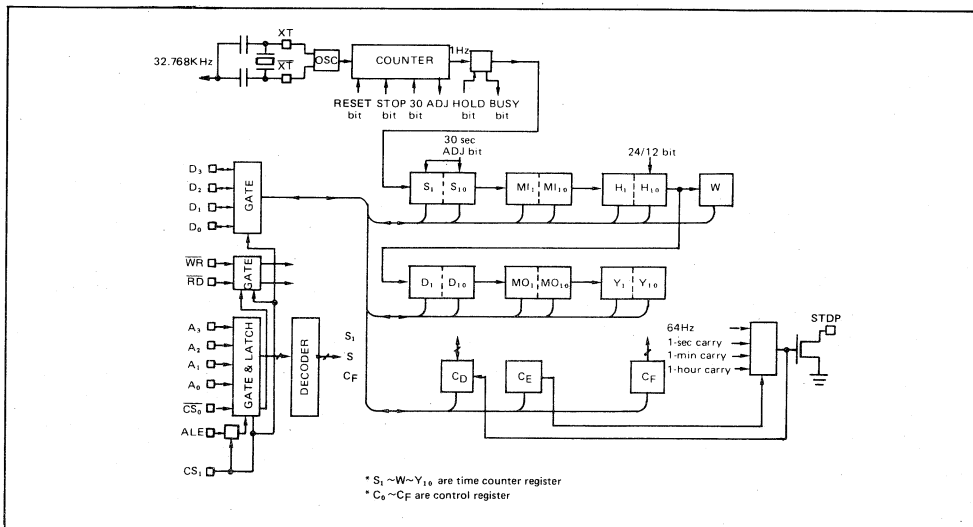 XT
32.768KHz
XT
OSC
COUNTER
1Hz
RESET bit
STOP bit
30 ADJ bit
HOLD bit
BUSY bit
30 sec
ADJ bit
24/12 bit
S1 S10
MI1 MI10
H1 H10
W
D3
D2
D1
D0
GATE
WR
RD
GATE
D1 D10
MO1 MO10
Y1 Y10
A3
A2
A1
A0
CS0
GATE & LATCH
DECODER
S1
S
CF
ALE
CS1
CD
CE
CF
64Hz
1-sec carry
1-min carry
1-hour carry
STDP
* S1 ~W~Y10 are time counter register
* C0 ~CF are control register